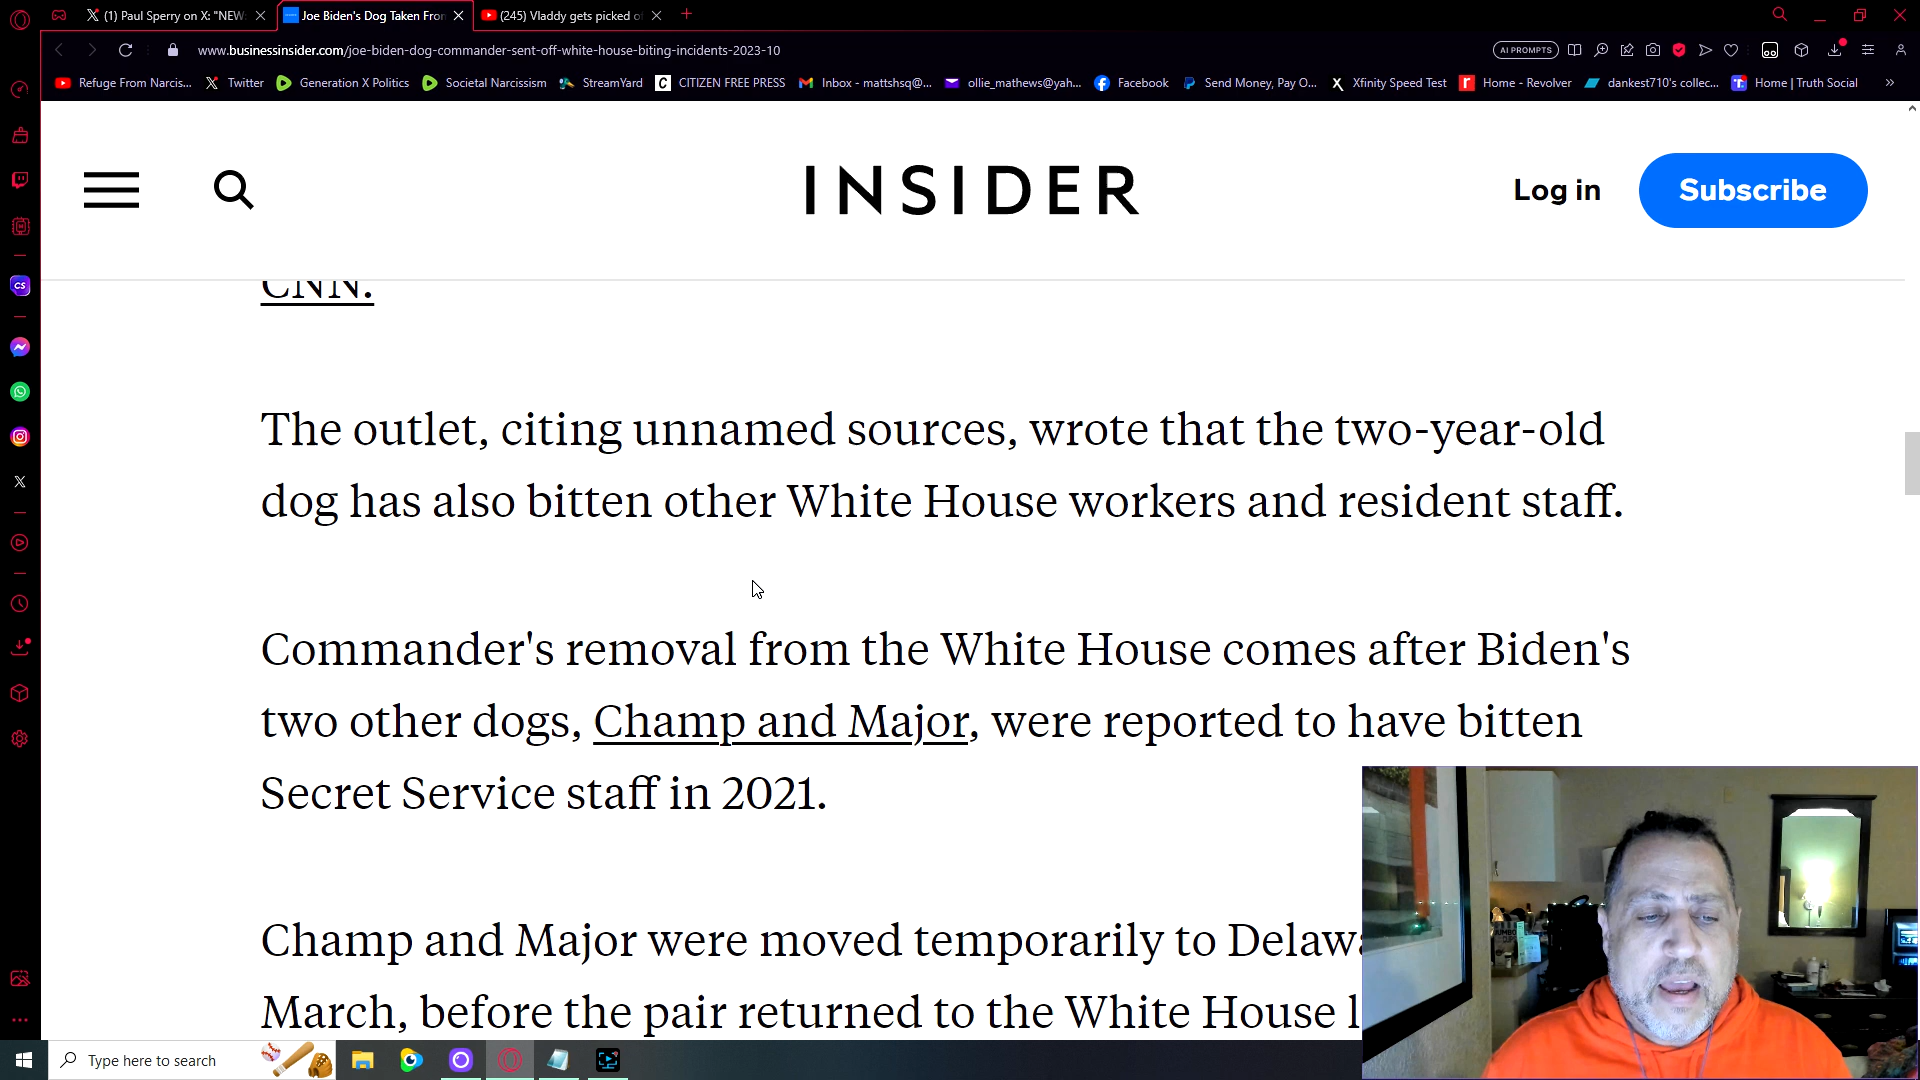 (1) Paul Sperry on X: "NEW
Joe Biden's Dog Taken Fron
(245) Vladdy gets picked o
www.businessinsider.com/joe-biden-dog-commander-sent-off-white-house-biting-incidents-2023-10
AI PROMPTS
Refuge From Narcis...
Twitter
Generation X Politics
Societal Narcissism
StreamYard
C
CITIZEN FREE PRESS
Inbox - mattshsq@...
ollie_mathews@yah...
Facebook
Send Money, Pay O...
Xfinity Speed Test
Home - Revolver
dankest710's collec...
Home | Truth Social
CS
INSIDER
Log in
Subscribe
CNN.
The outlet, citing unnamed sources, wrote that the two-year-old
dog has also bitten other White House workers and resident staff.
Commander's removal from the White House comes after Biden's
two other dogs, Champ and Major, were reported to have bitten
Secret Service staff in 2021.
Champ and Major were moved temporarily to Delawa
March, before the pair returned to the White House l
Type here to search